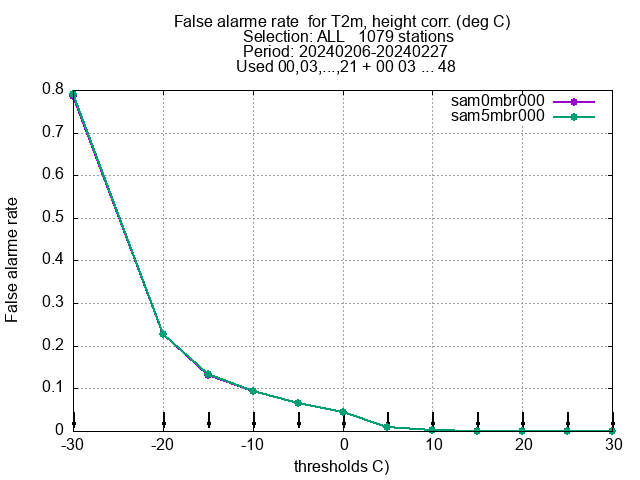 False alarme rate  for T2m, height corr. (deg C)
Selection: ALL   1079 stations
Period: 20240206-20240227
Used 00,03,...,21 + 00 03 ... 48
sam0mbr000
sam5mbr000
0.8
0.7
0.6
0.5
0.4
0.3
0.2
0.1
0
False alarme rate
-30 -20 -10 0 10 20 30
thresholds C)